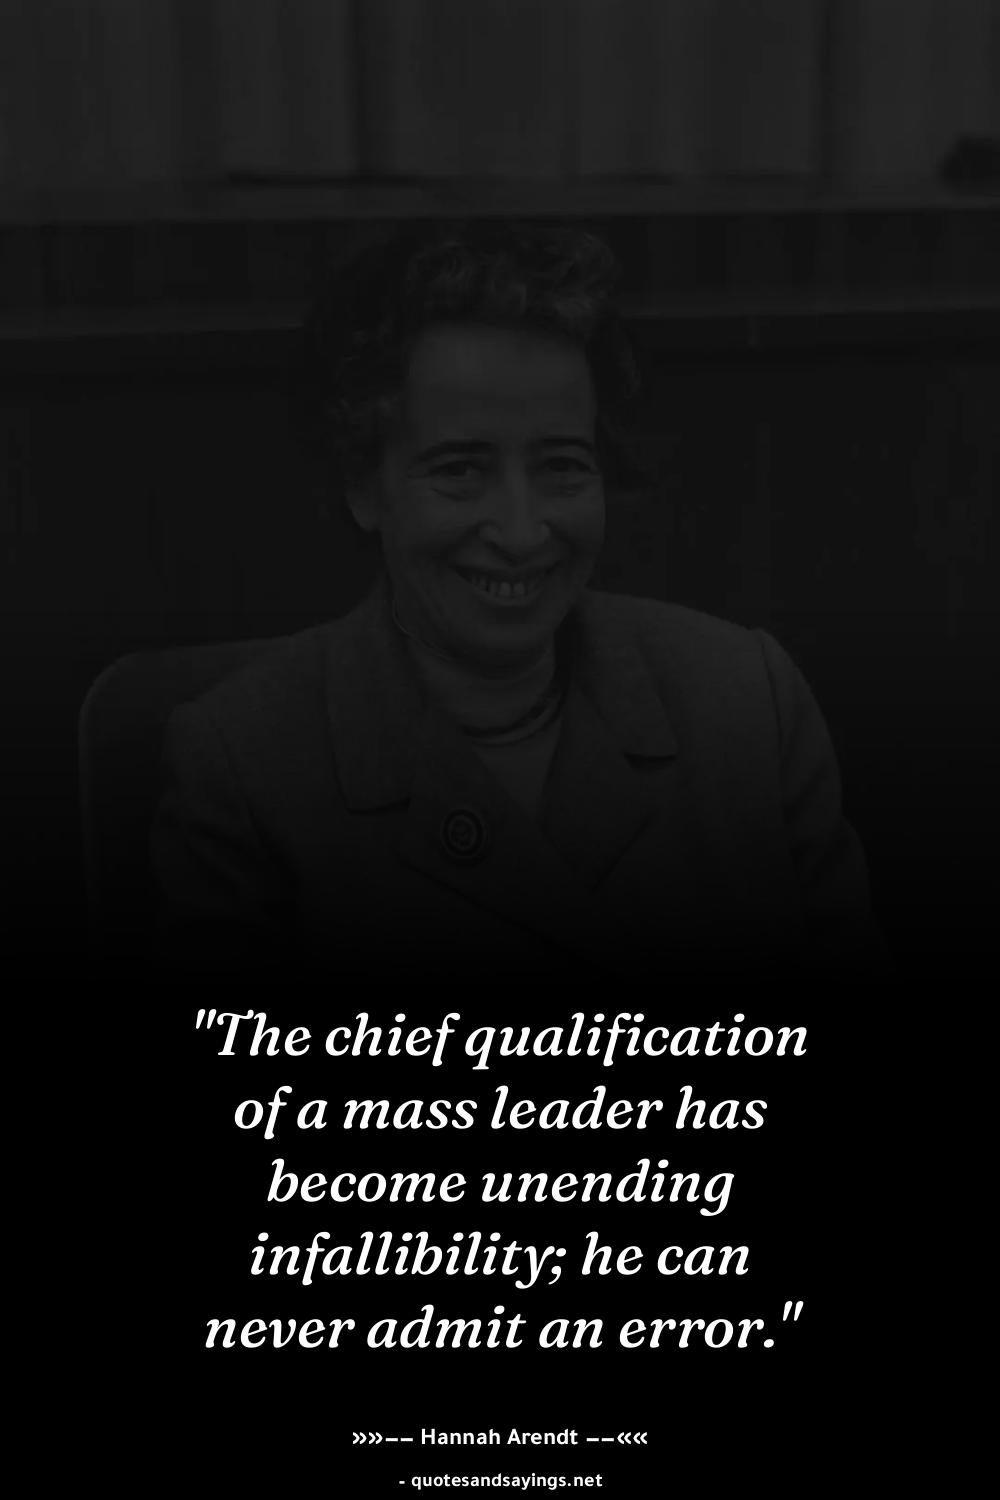 "The chief qualification
of a mass leader has
become unending
infallibility; he can
never admit an error."
»»–– Hannah Arendt ––««
- quotesandsayings.net